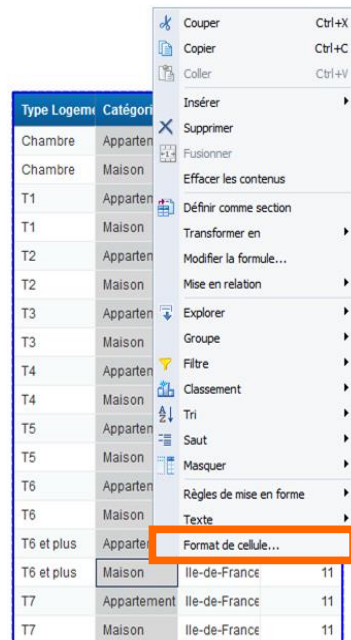 Couper Ctrl+X
Copier Ctrl+C
Coller Ctrl+V
Insérer
Supprimer
Fusionner
Effacer les contenus
Définir comme section
Transformer en
Modifier la formule...
Mise en relation
Explorer
Groupe
Filtre
Classement
Tri
Saut
Masquer
Règles de mise en forme
Texte
Format de cellule...
Type Logeme Catégori
Chambre Apparten
Chambre Maison
T1 Apparten
T1 Maison
T2 Apparten
T2 Maison
T3 Apparten
T3 Maison
T4 Apparten
T4 Maison
T5 Apparten
T5 Maison
T6 Apparten
T6 Maison
T6 et plus Apparter
T6 et plus Maison Ile-de-France 11
T7 Appartement Ile-de-France 11
T7 Maison Ile-de-France 11